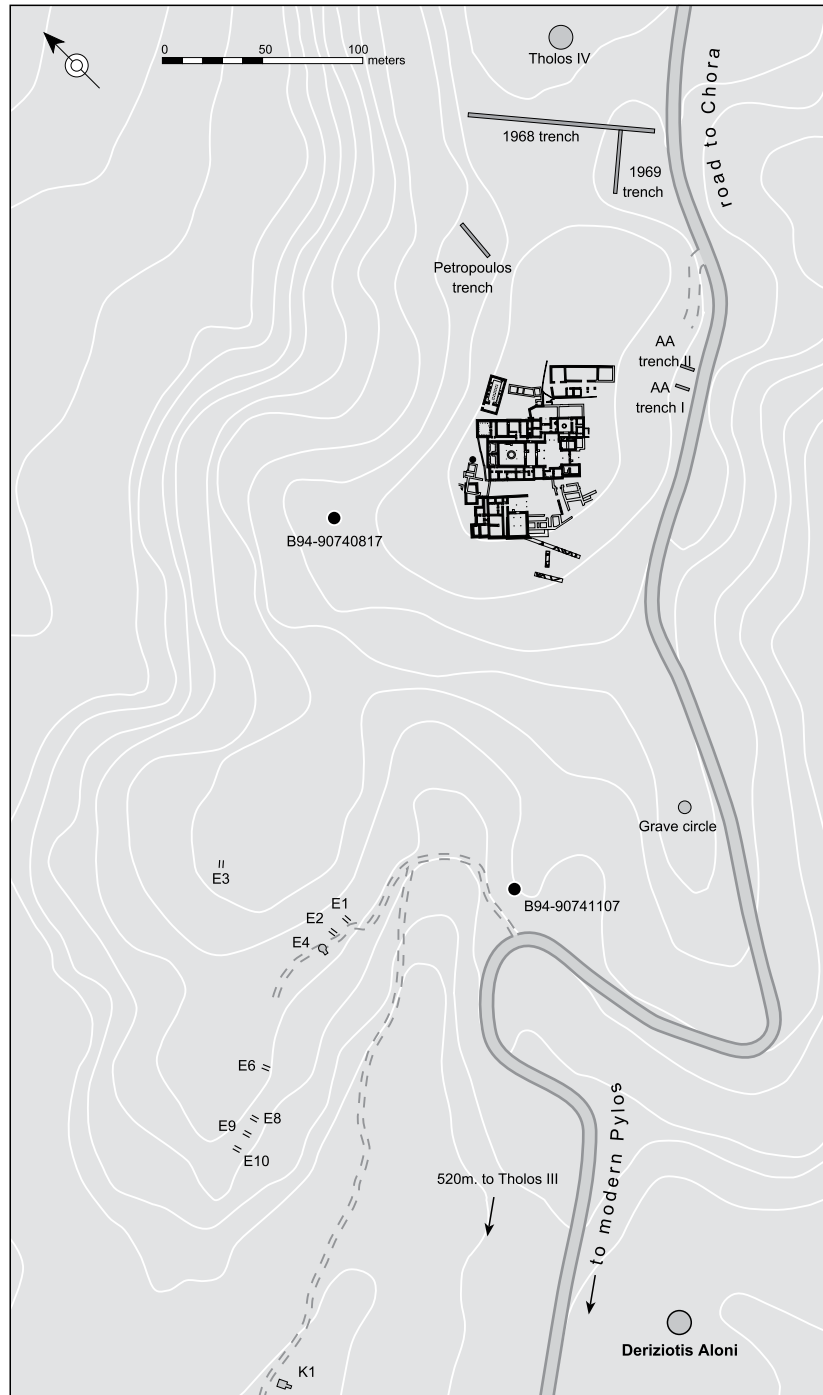 0 50 100
meters
Tholos IV
road to Chora
1968 trench
1969
trench
Petropoulos
trench
AA
trench II
AA
trench I
B94-90740817
Grave circle
E3
B94-90741107
E1
E2
E4
E6
E8
E9
E10
520m. to Tholos III
to modern Pylos
Deriziotis Aloni
K1